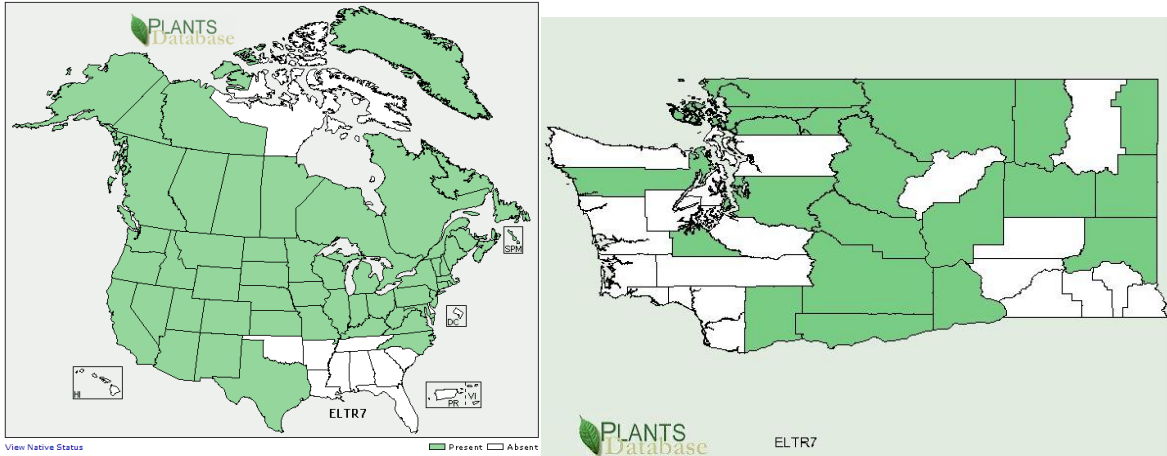 PLANTS
Database
SPM
DC
HI
PR
VI
ELTR7
View Native Status
Present
Absent
PLANTS
Database
ELTR7